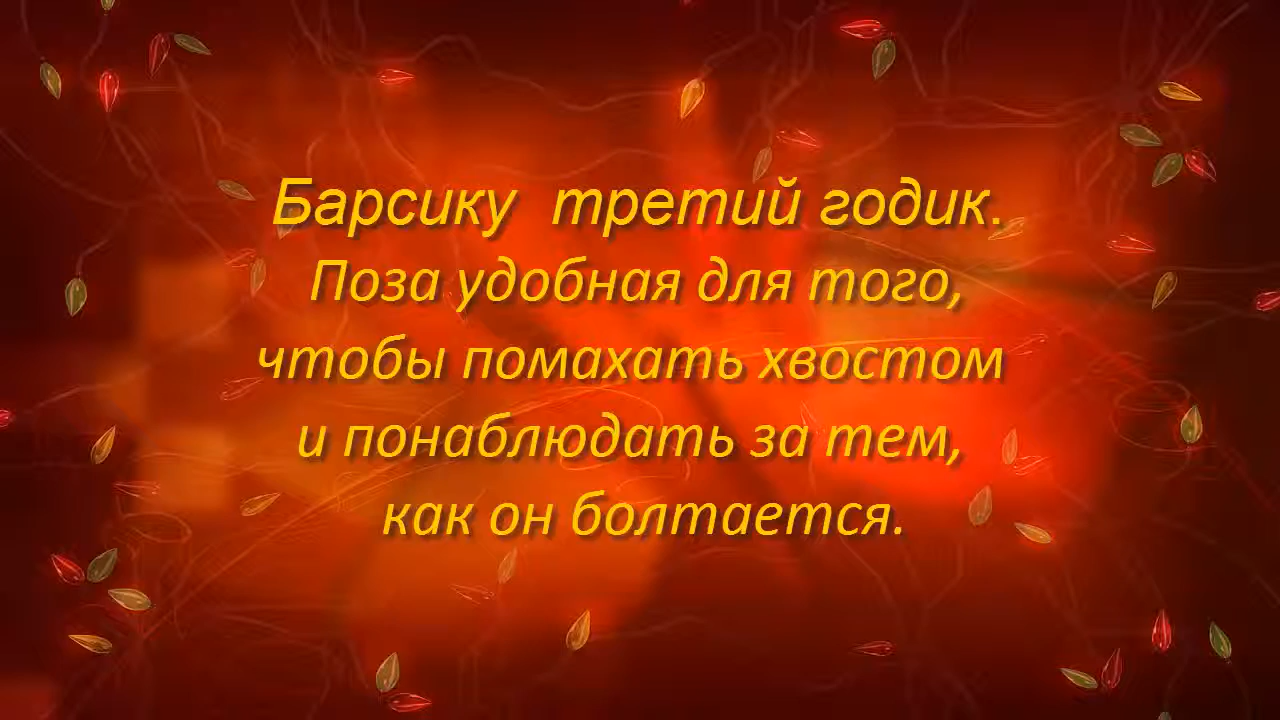 Барсику третий годик.
Поза удобная для того,
чтобы помахать хвостом
и понаблюдать за тем,
как он болтается.